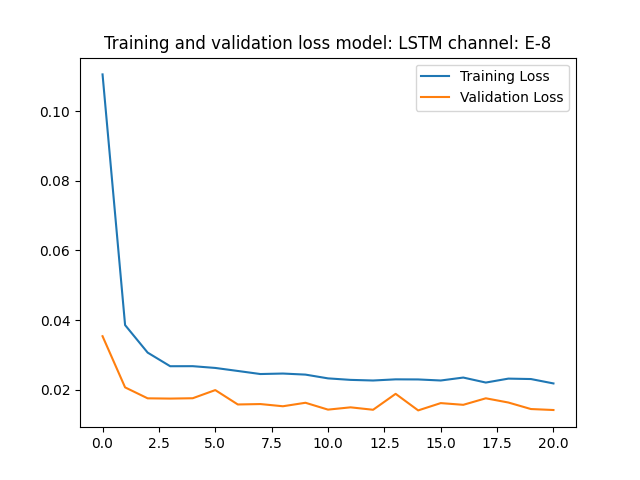 Training and validation loss model: LSTM channel: E-8
Training Loss
Validation Loss
0.10
0.08
0.06
0.04
0.02
0.0 2.5 5.0 7.5 10.0 12.5 15.0 17.5 20.0